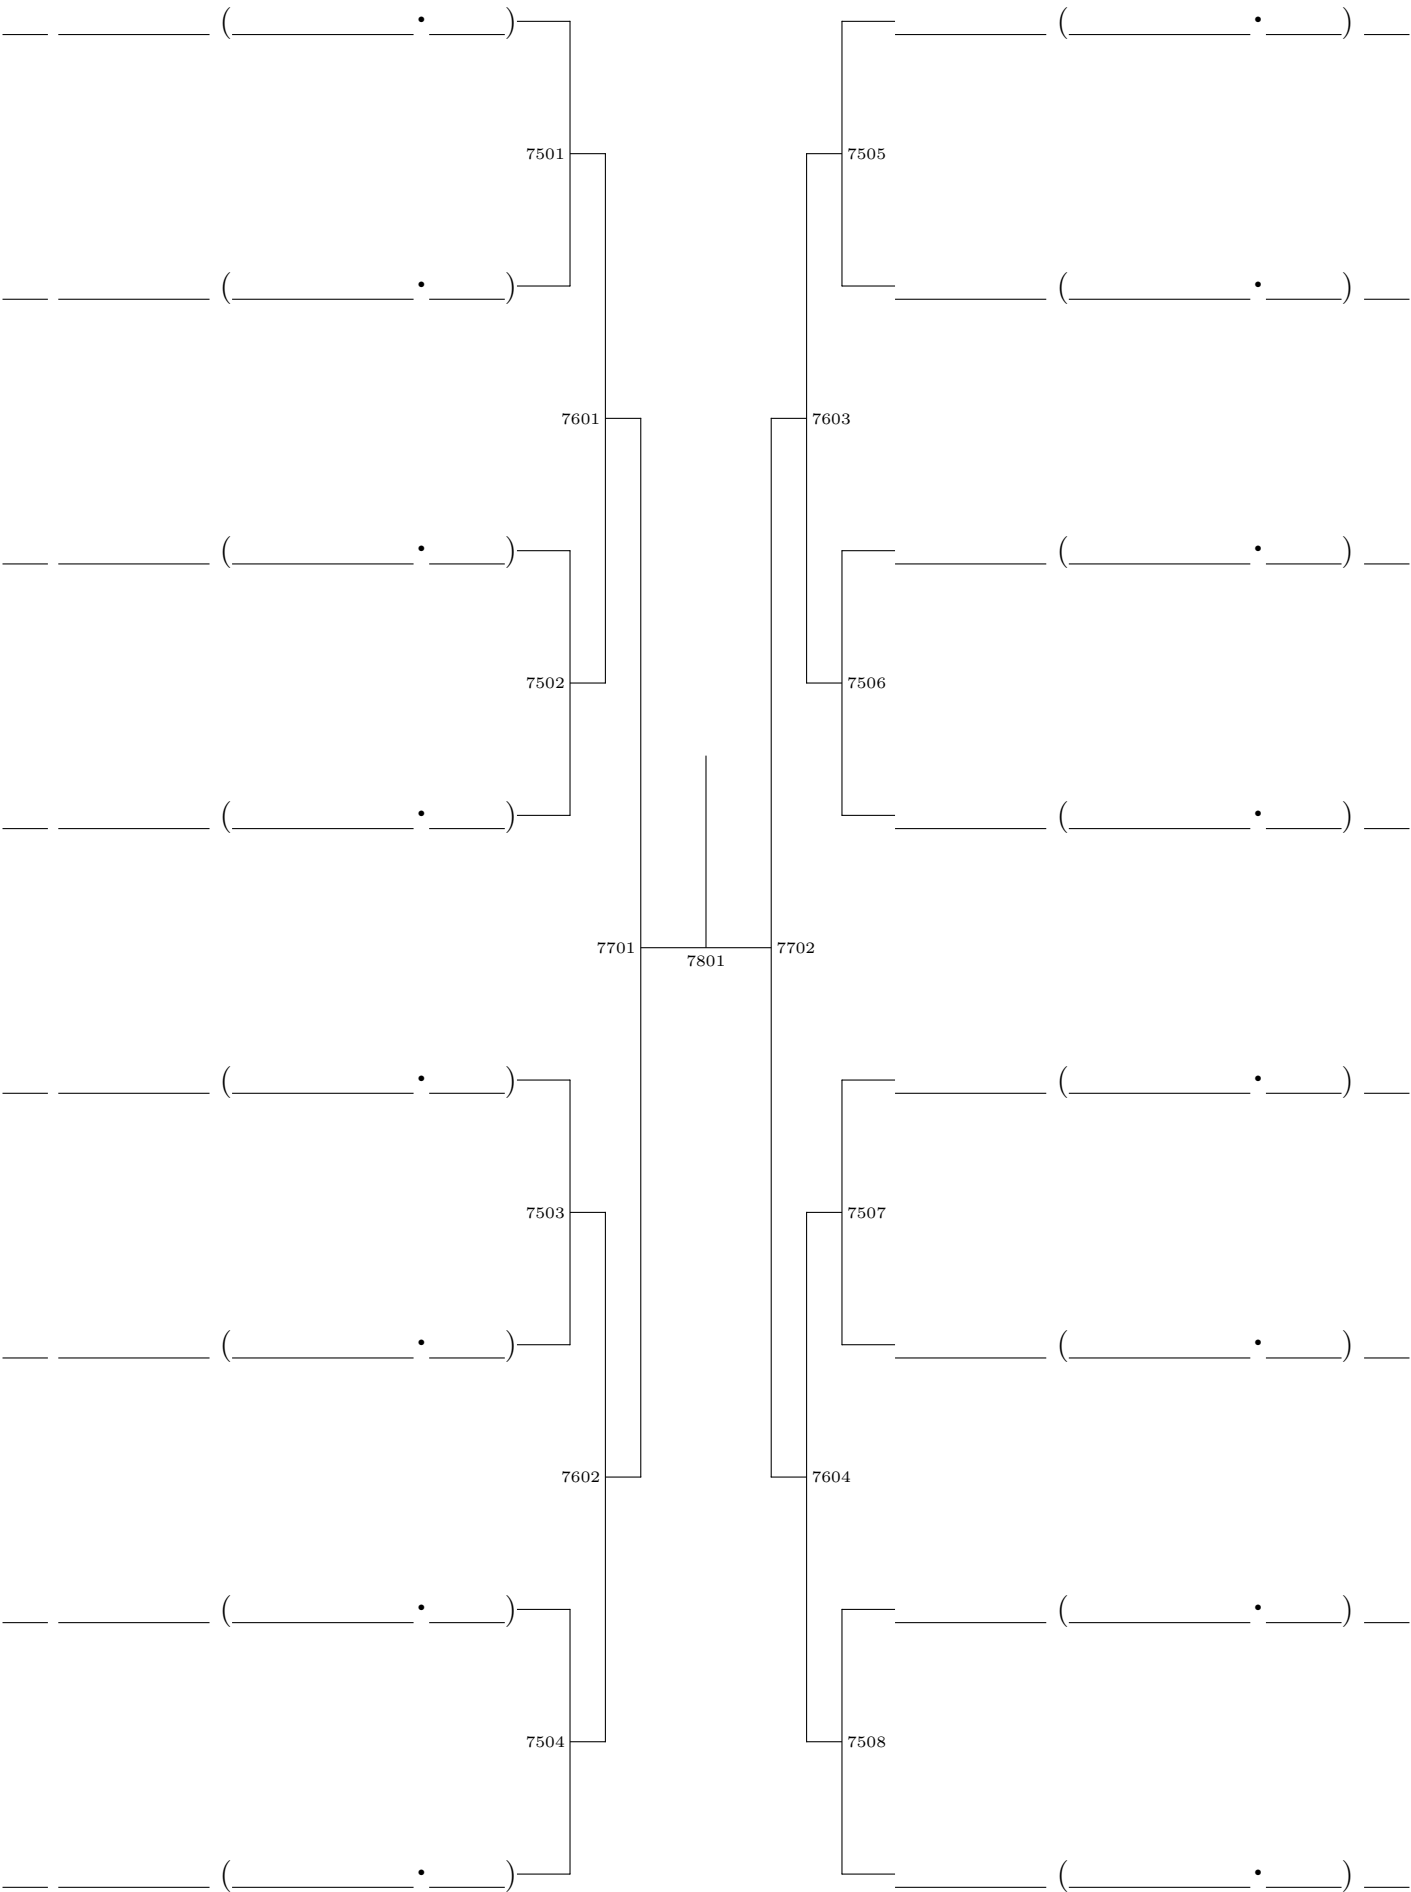 ( • ) ( • )
7501 7505
( • ) ( • )
7601 7603
( • ) ( • )
7502 7506
( • ) ( • )
7701 7702
7801
( • ) ( • )
7503 7507
( • ) ( • )
7602 7604
( • ) ( • )
7504 7508
( • ) ( • )